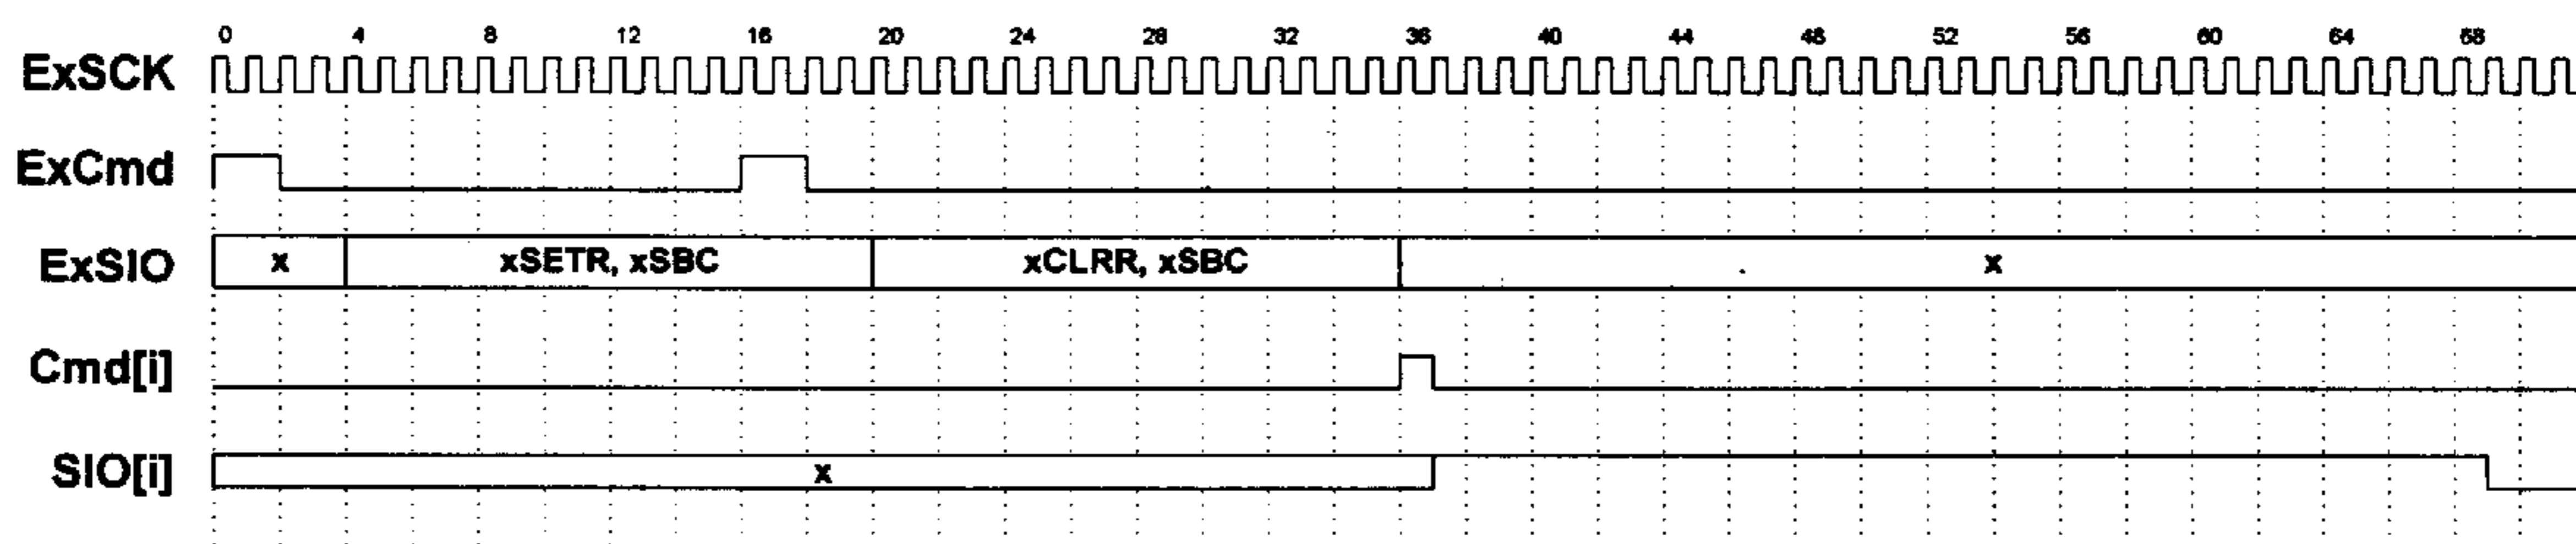 0 4 8 12 16 20 24 28 32 36 40 44 48 52 56 60 64 68
ExSCK
ExCmd
ExSIO x xSETR, xSBC xCLRR, xSBC x
Cmd[i]
SIO[i] x